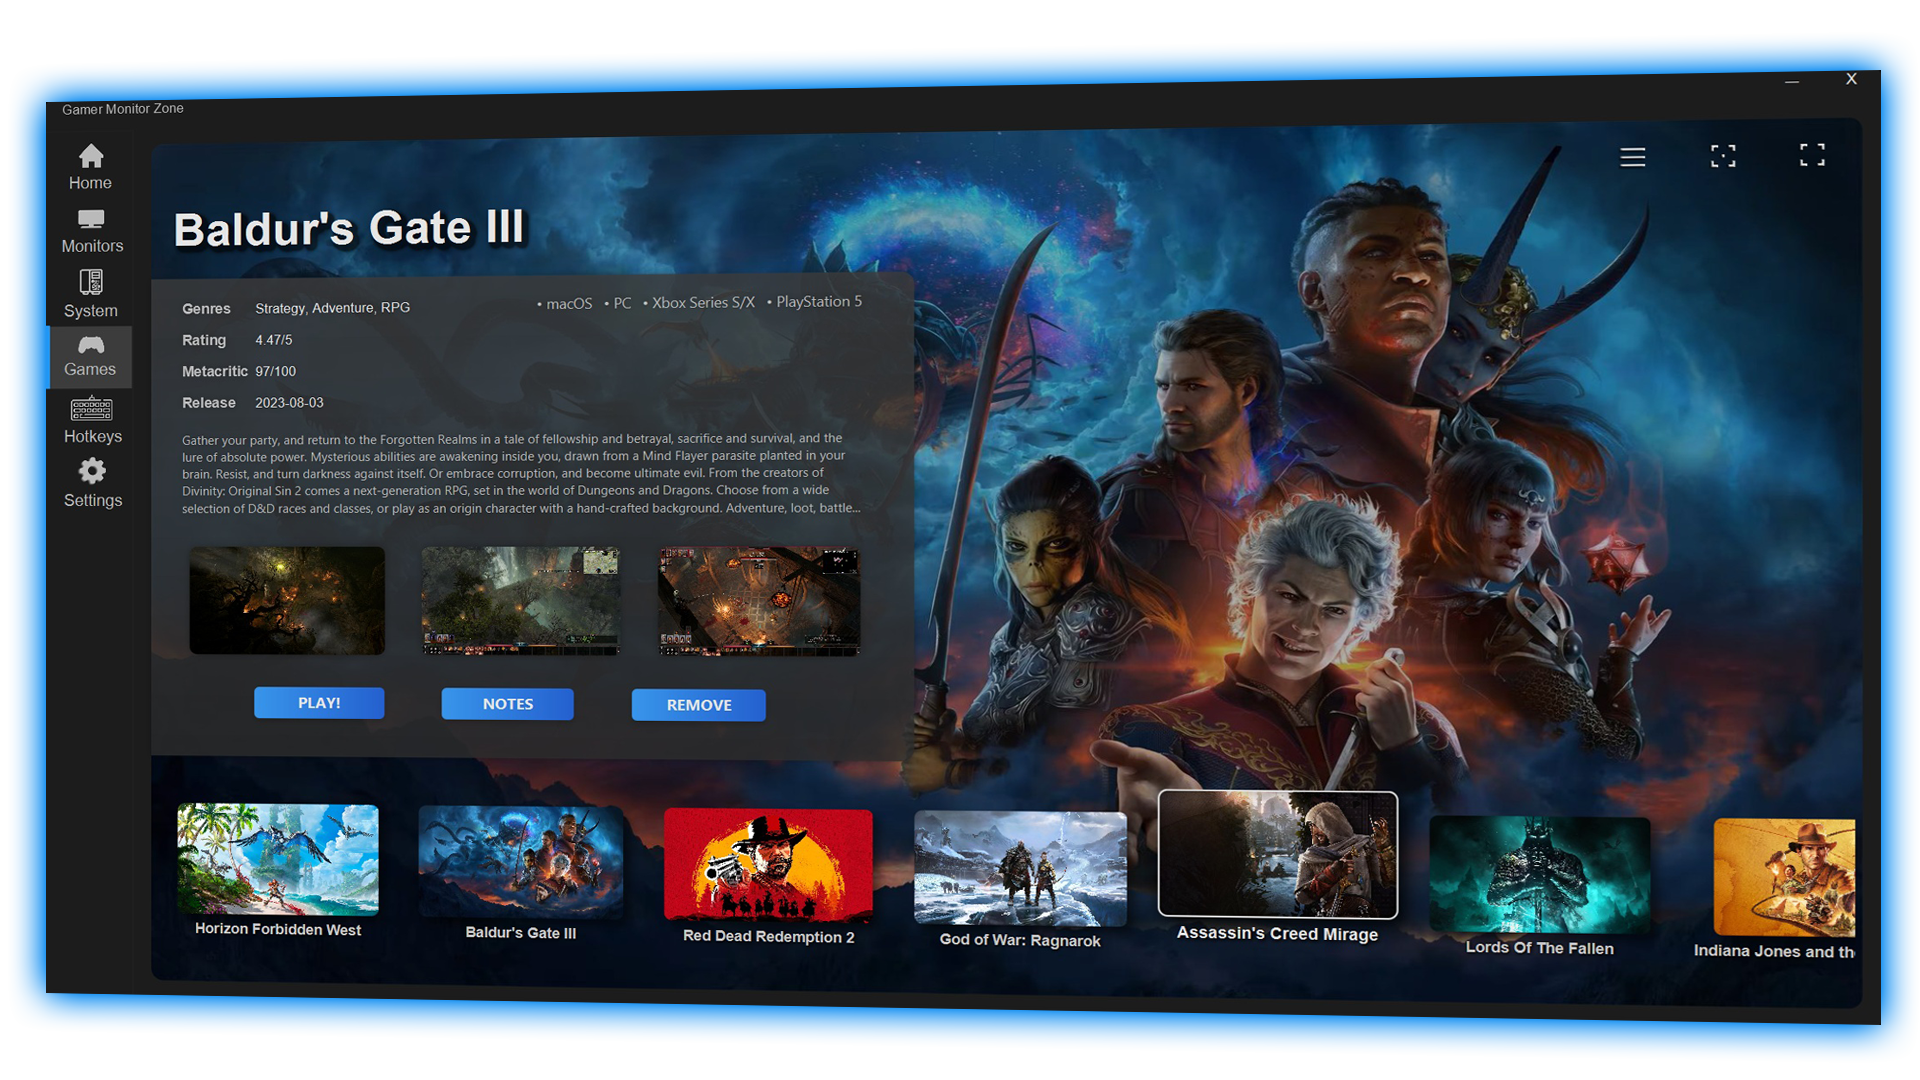 Gamer Monitor Zone
X
Home
Monitors
System
Games
Hotkeys
Settings
Baldur's Gate III
Genres Strategy, Adventure, RPG
• macOS • PC • Xbox Series S/X • PlayStation 5
Rating 4.47/5
Metacritic 97/100
Release 2023-08-03
Gather your party, and return to the Forgotten Realms in a tale of fellowship and betrayal, sacrifice and survival, and the
lure of absolute power. Mysterious abilities are awakening inside you, drawn from a Mind Flayer parasite planted in your
brain. Resist, and turn darkness against itself. Or embrace corruption, and become ultimate evil. From the creators of
Divinity: Original Sin 2 comes a next-generation RPG, set in the world of Dungeons and Dragons. Choose from a wide
selection of D&D races and classes, or play as an origin character with a hand-crafted background. Adventure, loot, battle...
PLAY!
NOTES
REMOVE
Horizon Forbidden West
Baldur's Gate III
Red Dead Redemption 2
God of War: Ragnarok
Assassin's Creed Mirage
Lords Of The Fallen
Indiana Jones and th